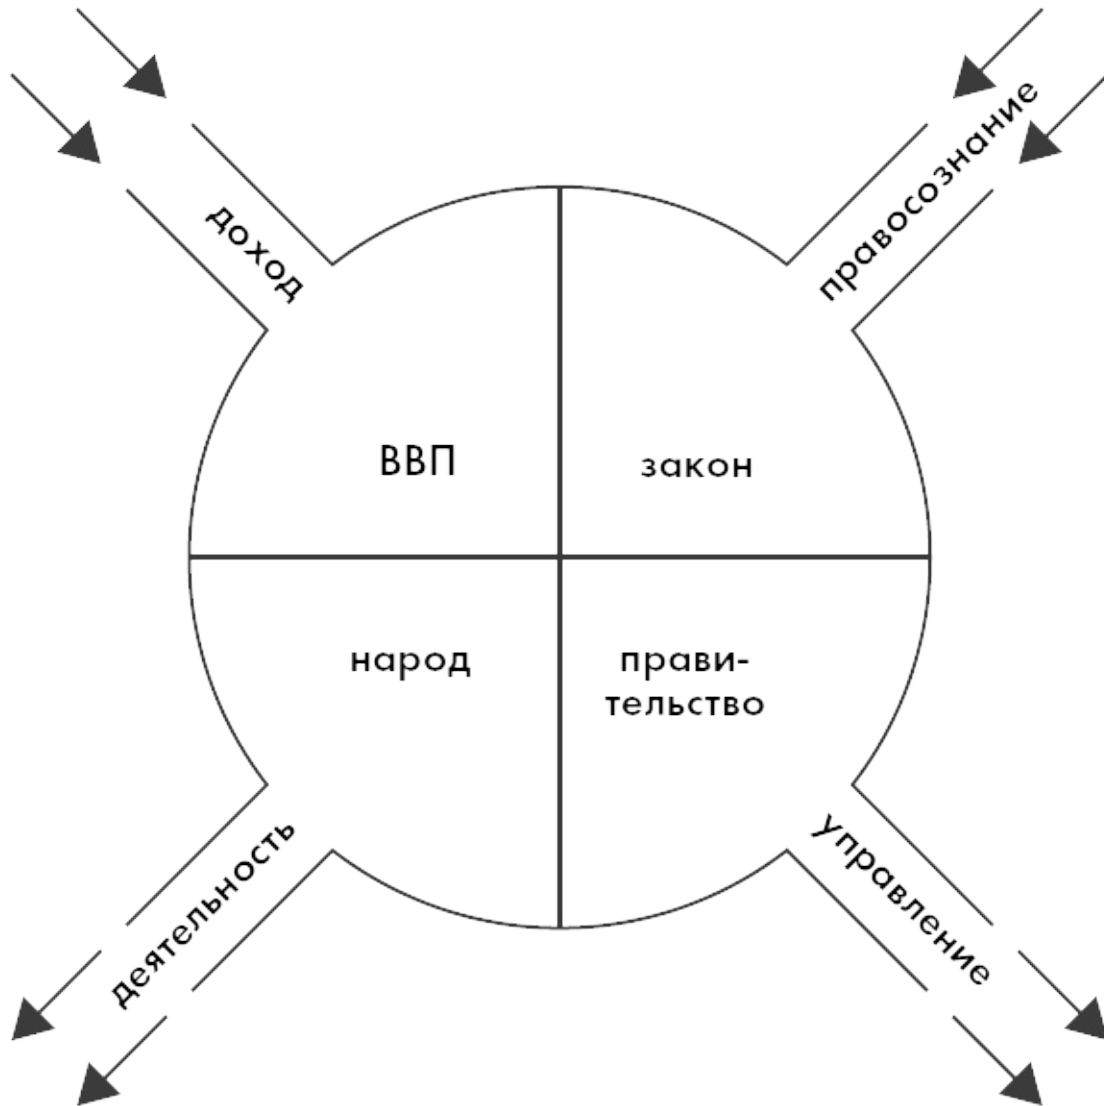 доход
правосознание
ВВП
закон
народ
прави-
тельство
деятельность
управление